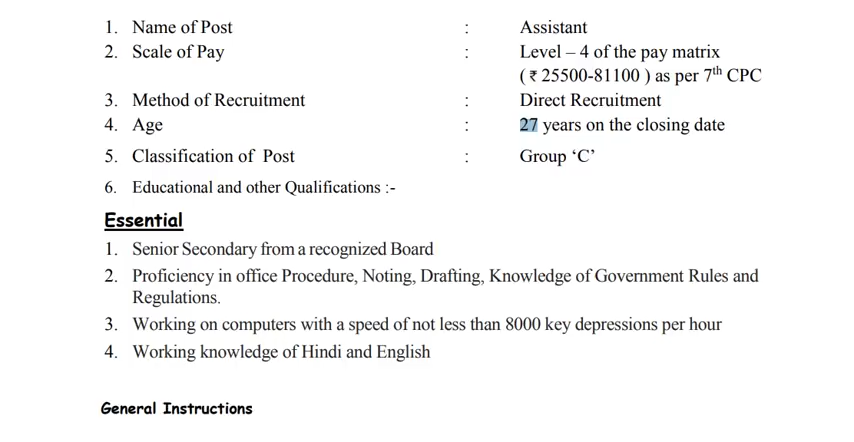 1. Name of Post : Assistant
2. Scale of Pay : Level – 4 of the pay matrix
( ₹ 25500-81100 ) as per 7th CPC
3. Method of Recruitment : Direct Recruitment
4. Age : 27 years on the closing date
5. Classification of Post : Group ‘C’
6. Educational and other Qualifications :-
Essential
1. Senior Secondary from a recognized Board
2. Proficiency in office Procedure, Noting, Drafting, Knowledge of Government Rules and
Regulations.
3. Working on computers with a speed of not less than 8000 key depressions per hour
4. Working knowledge of Hindi and English
General Instructions